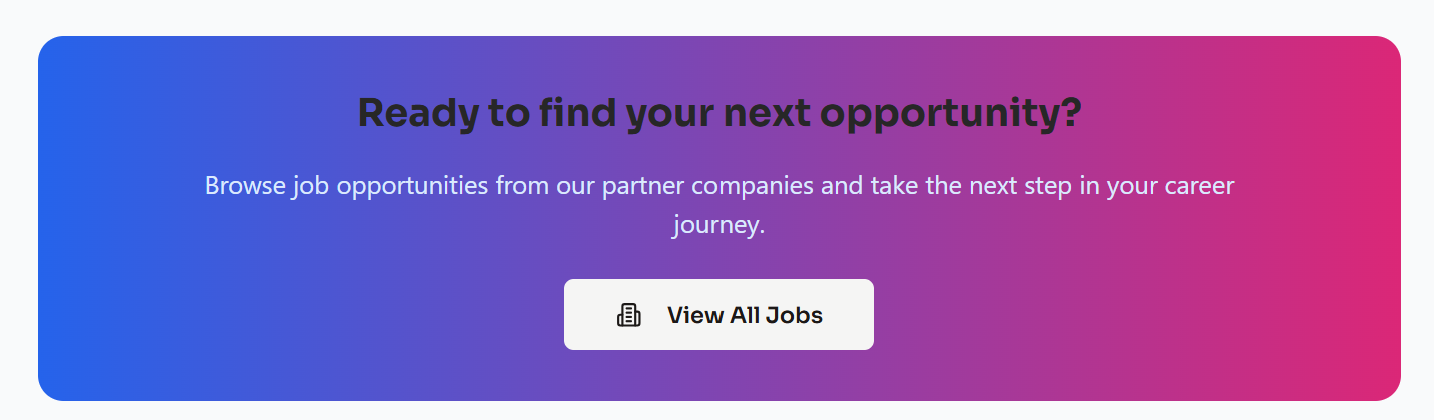 Ready to find your next opportunity?
Browse job opportunities from our partner companies and take the next step in your career
journey.
View All Jobs